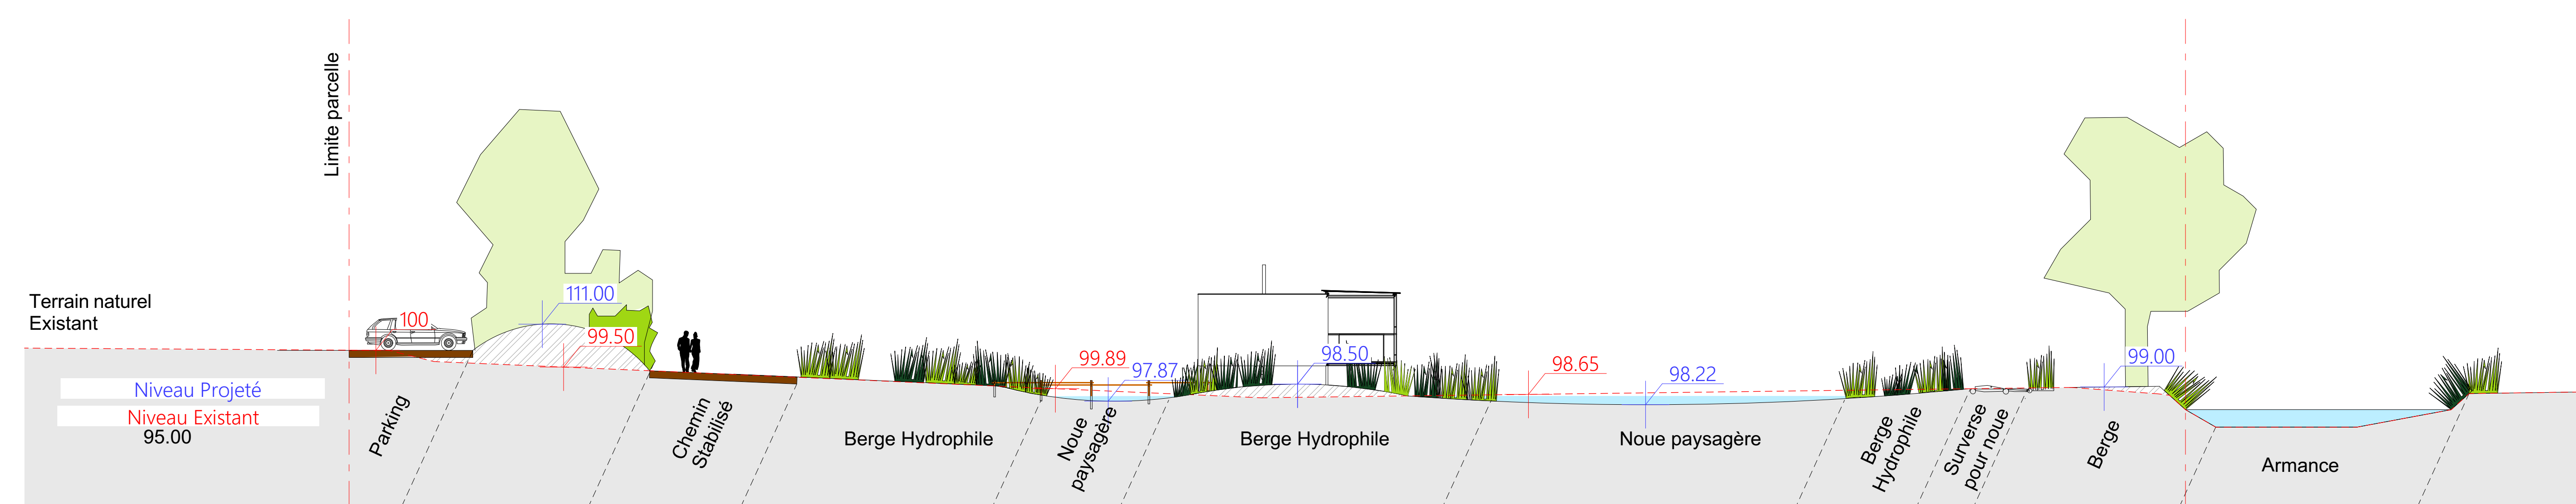 Limite parcelle
Terrain naturel
Existant
100
111.00
99.50
Niveau Projeté
Niveau Existant
95.00
99.89
97.87
98.50
98.65
98.22
99.00
Parking
Chemin
Stabilisé
Berge Hydrophile
Noue
paysagère
Berge Hydrophile
Noue paysagère
Berge
Hydrophile
Surverse
pour noue
Berge
Armance